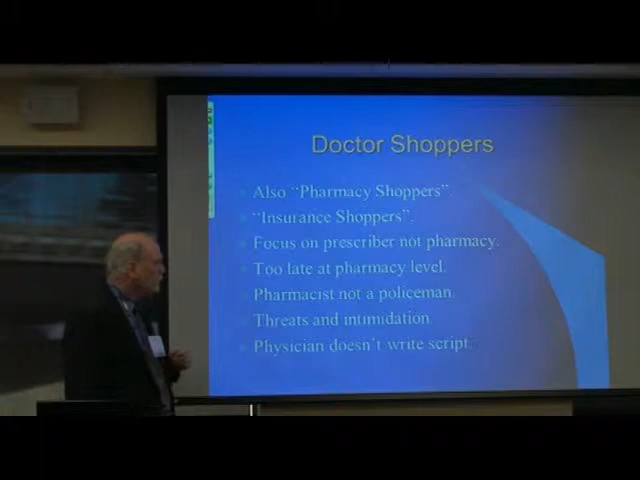 Doctor Shoppers
Also "Pharmacy Shoppers".
"Insurance Shoppers".
Focus on prescriber not pharmacy.
Too late at pharmacy level.
Pharmacist not a policeman.
Threats and intimidation.
Physician doesn't write script.